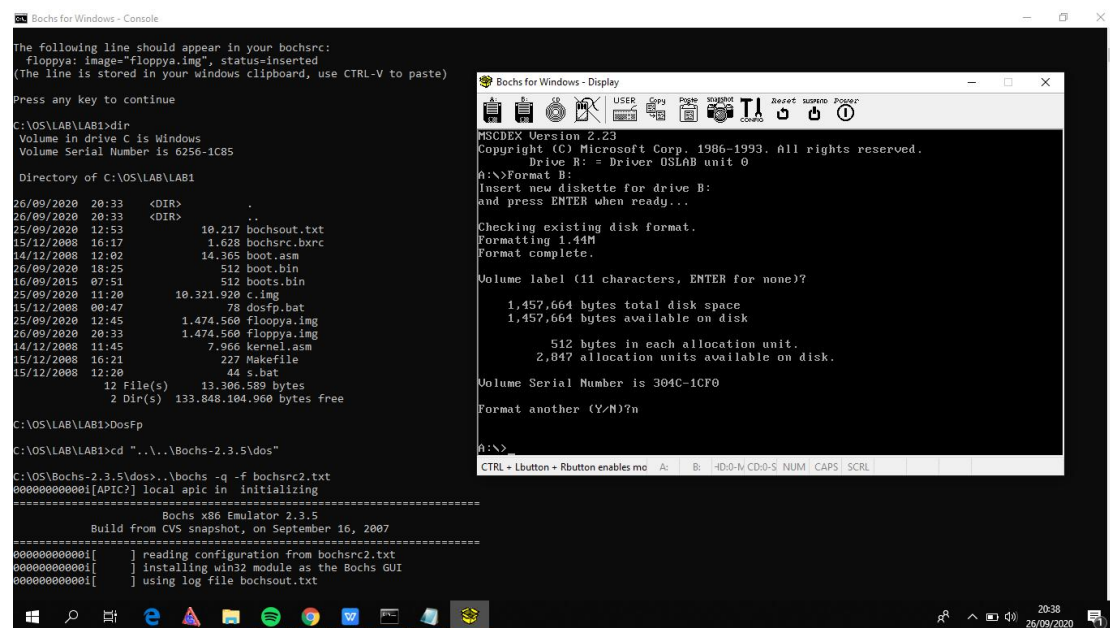 Bochs for Windows - Console
The following line should appear in your bochsrc:
floppya: image="floppya.img", status=inserted
(The line is stored in your windows clipboard, use CTRL-V to paste)
Press any key to continue
C:\OS\LAB\LAB1>dir
Volume in drive C is Windows
Volume Serial Number is 6256-1C85
Directory of C:\OS\LAB\LAB1
26/09/2020 20:33 <DIR> .
26/09/2020 20:33 <DIR> ..
25/09/2020 12:53 10.217 bochsout.txt
15/12/2008 16:17 1.628 bochsrc.bxrc
14/12/2008 12:02 14.365 boot.asm
26/09/2020 18:25 512 boot.bin
16/09/2015 07:51 512 boots.bin
25/09/2020 11:20 10.321.920 c.img
15/12/2008 00:47 78 dosfp.bat
25/09/2020 12:45 1.474.560 floopya.img
26/09/2020 20:33 1.474.560 floppya.img
14/12/2008 11:45 7.966 kernel.asm
15/12/2008 16:21 227 Makefile
15/12/2008 12:20 44 s.bat
12 File(s) 13.306.589 bytes
2 Dir(s) 133.848.104.960 bytes free
C:\OS\LAB\LAB1>DosFp
C:\OS\LAB\LAB1>cd "..\..\Bochs-2.3.5\dos"
C:\OS\Bochs-2.3.5\dos>..\bochs -q -f bochsrc2.txt
00000000000i[APIC?] local apic in initializing
========================================================================
Bochs x86 Emulator 2.3.5
Build from CVS snapshot, on September 16, 2007
========================================================================
00000000000i[ ] reading configuration from bochsrc2.txt
00000000000i[ ] installing win32 module as the Bochs GUI
00000000000i[ ] using log file bochsout.txt
Bochs for Windows - Display
A: B: CD USER Copy Paste snapshot CONFIG Reset SUSPEND Power
MSCDEX Version 2.23
Copyright (C) Microsoft Corp. 1986-1993. All rights reserved.
Drive R: = Driver OSLAB unit 0
A:\>Format B:
Insert new diskette for drive B:
and press ENTER when ready...
Checking existing disk format.
Formatting 1.44M
Format complete.
Volume label (11 characters, ENTER for none)?
1,457,664 bytes total disk space
1,457,664 bytes available on disk
512 bytes in each allocation unit.
2,847 allocation units available on disk.
Volume Serial Number is 304C-1CF0
Format another (Y/N)?n
A:\>_
CTRL + Lbutton + Rbutton enables mo A: B: HD:0-M CD:0-S NUM CAPS SCRL
20:38
26/09/2020